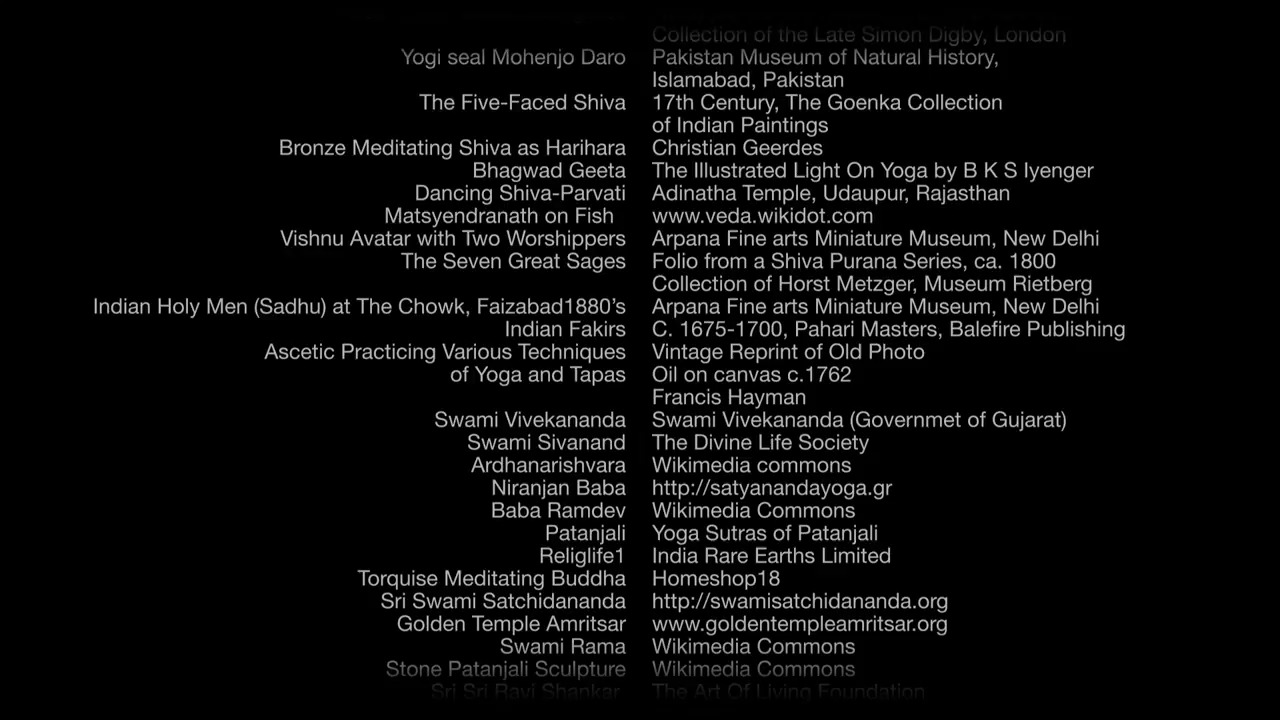 Collection of the Late Simon Digby, London
Yogi seal Mohenjo Daro Pakistan Museum of Natural History,
Islamabad, Pakistan
The Five-Faced Shiva 17th Century, The Goenka Collection
of Indian Paintings
Bronze Meditating Shiva as Harihara Christian Geerdes
Bhagwad Geeta The Illustrated Light On Yoga by B K S Iyenger
Dancing Shiva-Parvati Adinatha Temple, Udaupur, Rajasthan
Matsyendranath on Fish www.veda.wikidot.com
Vishnu Avatar with Two Worshippers Arpana Fine arts Miniature Museum, New Delhi
The Seven Great Sages Folio from a Shiva Purana Series, ca. 1800
Collection of Horst Metzger, Museum Rietberg
Indian Holy Men (Sadhu) at The Chowk, Faizabad1880’s Arpana Fine arts Miniature Museum, New Delhi
Indian Fakirs C. 1675-1700, Pahari Masters, Balefire Publishing
Ascetic Practicing Various Techniques Vintage Reprint of Old Photo
of Yoga and Tapas Oil on canvas c.1762
Francis Hayman
Swami Vivekananda Swami Vivekananda (Governmet of Gujarat)
Swami Sivanand The Divine Life Society
Ardhanarishvara Wikimedia commons
Niranjan Baba http://satyanandayoga.gr
Baba Ramdev Wikimedia Commons
Patanjali Yoga Sutras of Patanjali
Religlife1 India Rare Earths Limited
Torquise Meditating Buddha Homeshop18
Sri Swami Satchidananda http://swamisatchidananda.org
Golden Temple Amritsar www.goldentempleamritsar.org
Swami Rama Wikimedia Commons
Stone Patanjali Sculpture Wikimedia Commons
Sri Sri Ravi Shankar The Art Of Living Foundation